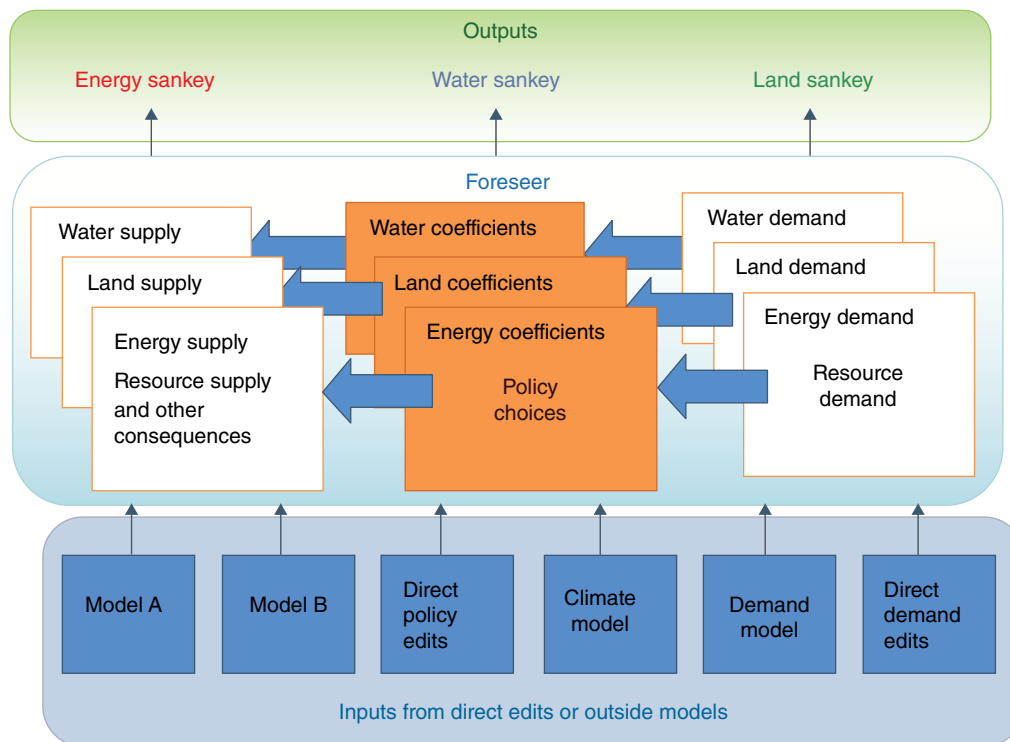 Outputs
Energy sankey
Water sankey
Land sankey
Foreseer
Water supply
Land supply
Energy supply
Resource supply
and other
consequences
Water coefficients
Land coefficients
Energy coefficients
Policy
choices
Water demand
Land demand
Energy demand
Resource
demand
Model A
Model B
Direct
policy
edits
Climate
model
Demand
model
Direct
demand
edits
Inputs from direct edits or outside models